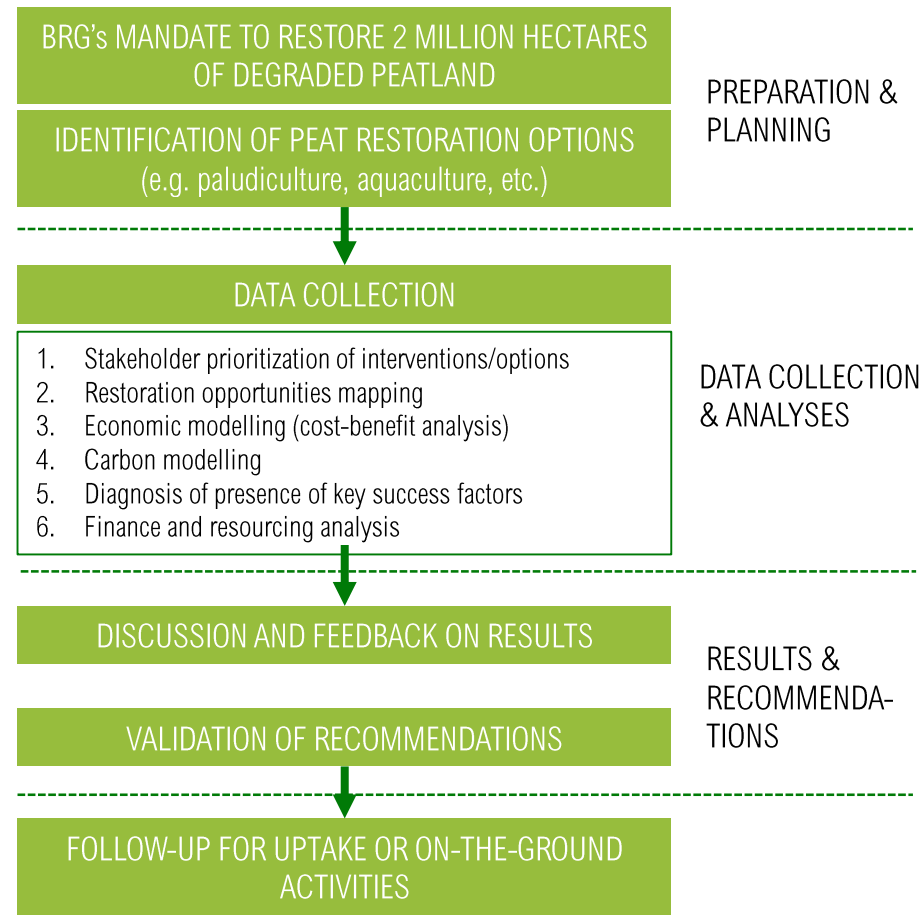 BRG's MANDATE TO RESTORE 2 MILLION HECTARES
OF DEGRADED PEATLAND
IDENTIFICATION OF PEAT RESTORATION OPTIONS
(e.g. paludiculture, aquaculture, etc.)
PREPARATION &
PLANNING
DATA COLLECTION
1. Stakeholder prioritization of interventions/options
2. Restoration opportunities mapping
3. Economic modelling (cost-benefit analysis)
4. Carbon modelling
5. Diagnosis of presence of key success factors
6. Finance and resourcing analysis
DATA COLLECTION
& ANALYSES
DISCUSSION AND FEEDBACK ON RESULTS
VALIDATION OF RECOMMENDATIONS
RESULTS &
RECOMMENDA-
TIONS
FOLLOW-UP FOR UPTAKE OR ON-THE-GROUND
ACTIVITIES